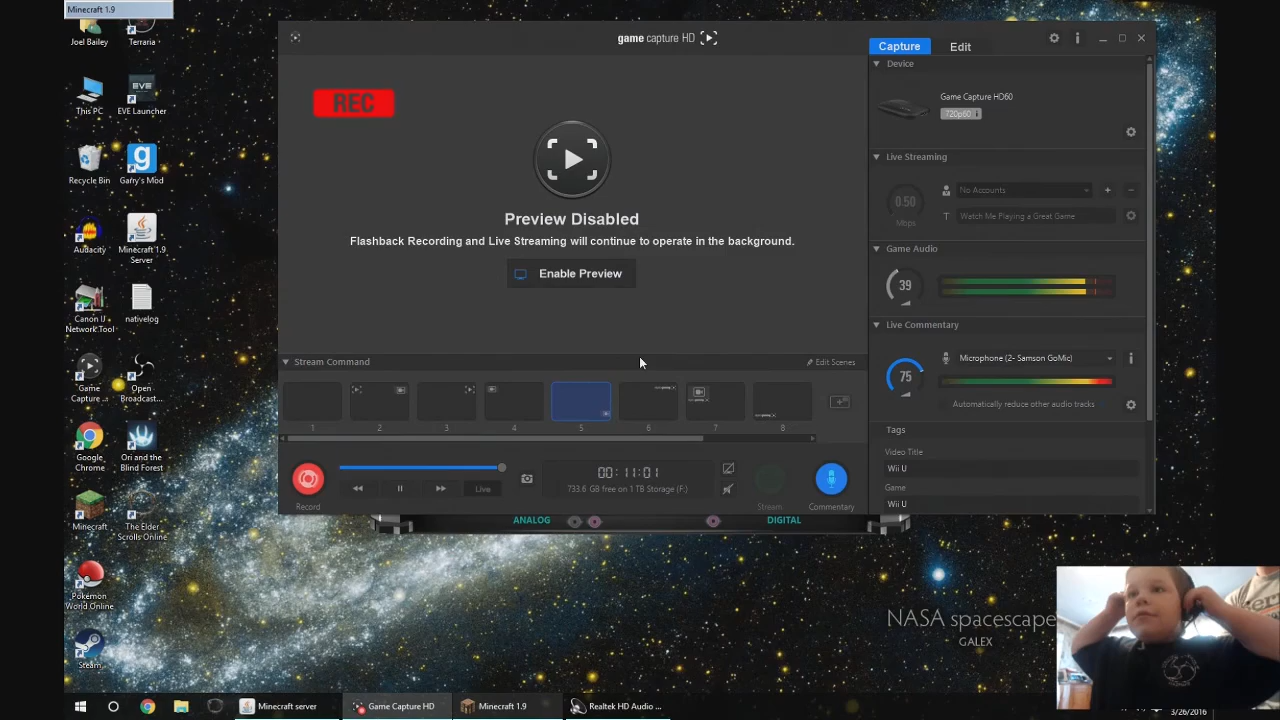 Minecraft 1.9
Joel Bailey
Terraria
This PC
EVE Launcher
Recycle Bin
Garry's Mod
Audacity
Minecraft 1.9 Server
Canon IJ Network Tool
nativelog
Game Capture ...
Open Broadcast...
Google Chrome
Ori and the Blind Forest
Minecraft
The Elder Scrolls Online
Pokémon World Online
Steam
game capture HD
Capture
Edit
REC
Preview Disabled
Flashback Recording and Live Streaming will continue to operate in the background.
Enable Preview
Device
Game Capture HD60
720p60
Live Streaming
0.50
Mbps
No Accounts
Watch Me Playing a Great Game
Game Audio
39
Live Commentary
75
Microphone (2- Samson GoMic)
Automatically reduce other audio tracks
Tags
Video Title
Wii U
Game
Wii U
Stream Command
Edit Scenes
1 2 3 4 5 6 7 8
Record
Live
00:11:01
733.6 GB free on 1 TB Storage (F:)
Stream
Commentary
ANALOG
DIGITAL
NASA spacescape
GALEX
Minecraft server
Game Capture HD
Minecraft 1.9
Realtek HD Audio ...
3/26/2016